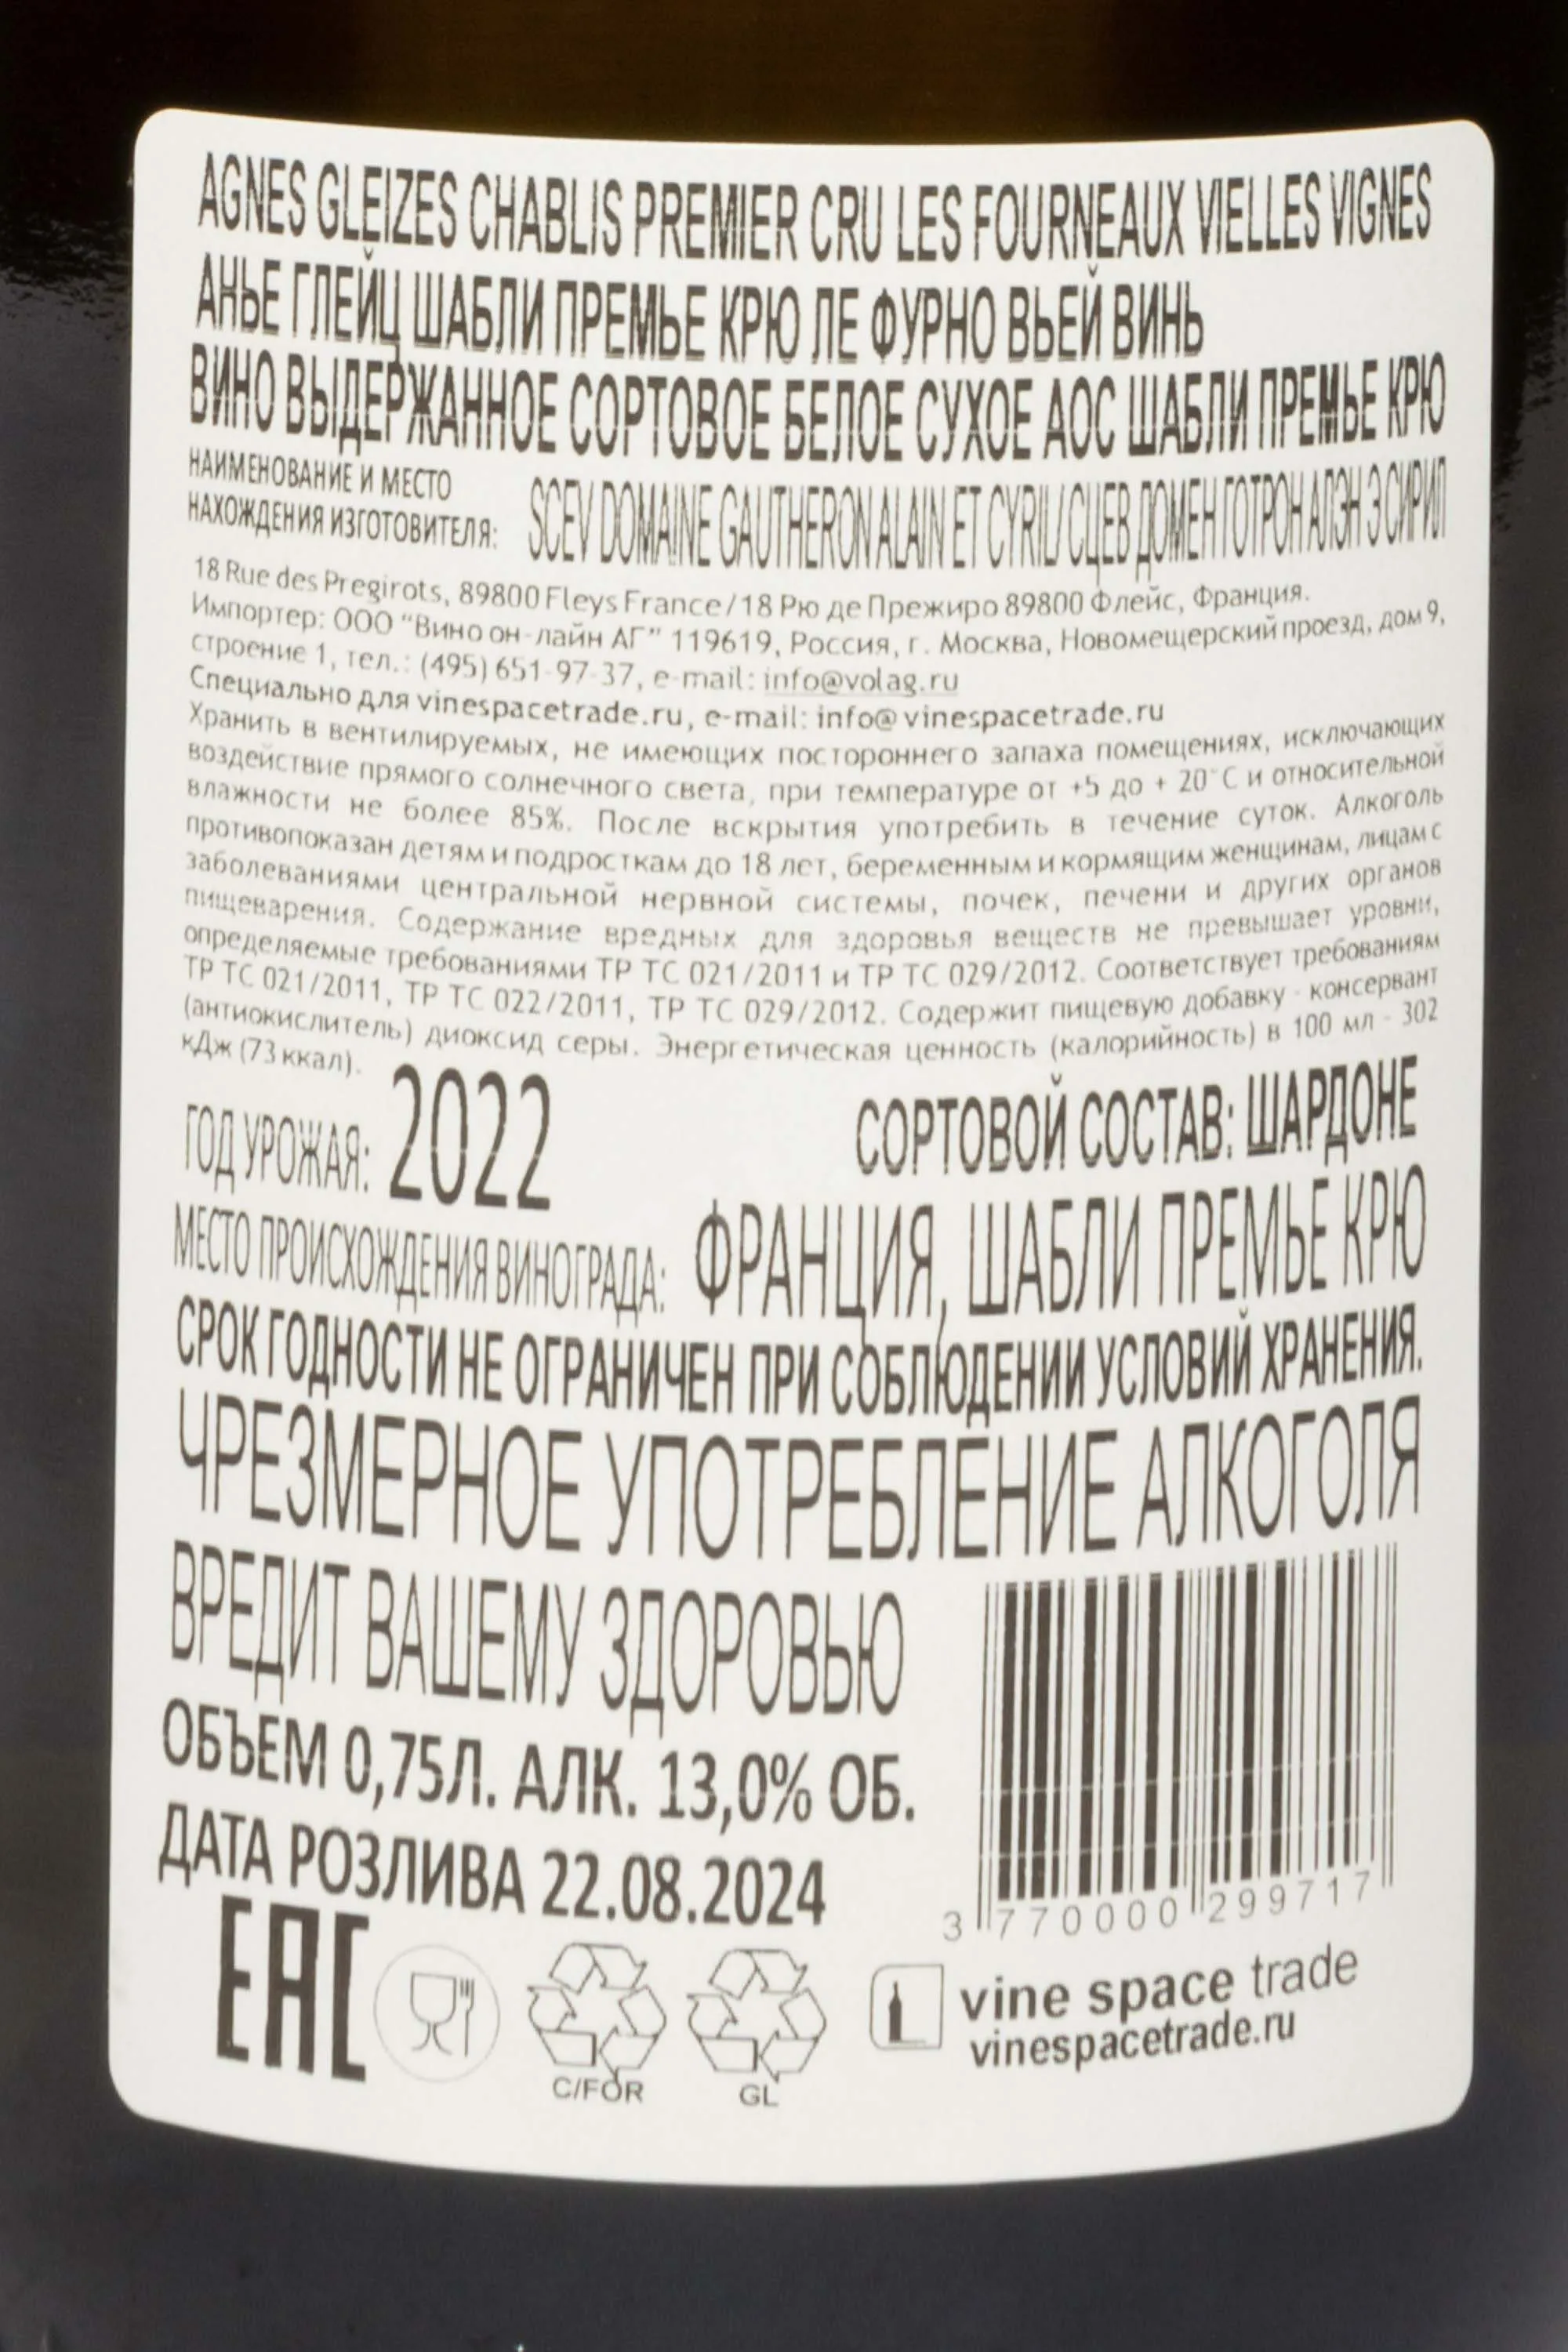 AGNES GLEIZES CHABLIS PREMIER CRU LES FOURNEAUX VIELLES VIGNES
АНЬЕ ГЛЕЙЦ ШАБЛИ ПРЕМЬЕ КРЮ ЛЕ ФУРНО ВЬЕЙ ВИНЬ
ВИНО ВЫДЕРЖАННОЕ СОРТОВОЕ БЕЛОЕ СУХОЕ АОС ШАБЛИ ПРЕМЬЕ КРЮ
НАИМЕНОВАНИЕ И МЕСТО
НАХОЖДЕНИЯ ИЗГОТОВИТЕЛЯ: SCEV DOMAINE GAUTHERON ALAIN ET CYRIL/СЦЕВ ДОМЕН ГОТРОН АЛЭН Э СИРИЛ
18 Rue des Pregirots, 89800 Fleys France/18 Рю де Прежиро 89800 Флейс, Франция.
Импортер: ООО "Вино он-лайн АГ" 119619, Россия, г. Москва, Новомещерский проезд, дом 9,
строение 1, тел.: (495) 651-97-37, e-mail: info@volag.ru
Специально для vinespacetrade.ru, e-mail: info@vinespacetrade.ru
Хранить в вентилируемых, не имеющих постороннего запаха помещениях, исключающих
воздействие прямого солнечного света, при температуре от +5 до + 20°С и относительной
влажности не более 85%. После вскрытия употребить в течение суток. Алкоголь
противопоказан детям и подросткам до 18 лет, беременным и кормящим женщинам, лицам с
заболеваниями центральной нервной системы, почек, печени и других органов
пищеварения. Содержание вредных для здоровья веществ не превышает уровни,
определяемые требованиями ТР ТС 021/2011 и ТР ТС 029/2012. Соответствует требованиям
ТР ТС 021/2011, ТР ТС 022/2011, ТР ТС 029/2012. Содержит пищевую добавку - консервант
(антиокислитель) диоксид серы. Энергетическая ценность (калорийность) в 100 мл - 302
кДж (73 ккал).
ГОД УРОЖАЯ: 2022 СОРТОВОЙ СОСТАВ: ШАРДОНЕ
МЕСТО ПРОИСХОЖДЕНИЯ ВИНОГРАДА: ФРАНЦИЯ, ШАБЛИ ПРЕМЬЕ КРЮ
СРОК ГОДНОСТИ НЕ ОГРАНИЧЕН ПРИ СОБЛЮДЕНИИ УСЛОВИЙ ХРАНЕНИЯ.
ЧРЕЗМЕРНОЕ УПОТРЕБЛЕНИЕ АЛКОГОЛЯ
ВРЕДИТ ВАШЕМУ ЗДОРОВЬЮ
ОБЪЕМ 0,75Л. АЛК. 13,0% ОБ.
ДАТА РОЗЛИВА 22.08.2024
3 770000 299717
EAC
C/FOR
GL
vine space trade
vinespacetrade.ru